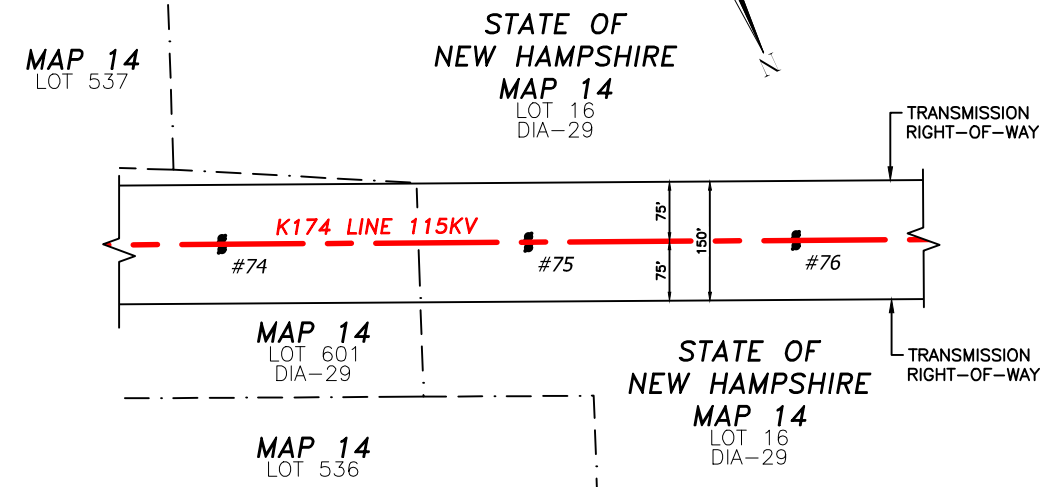 MAP 14
LOT 537
STATE OF
NEW HAMPSHIRE
MAP 14
LOT 16
DIA-29
N
TRANSMISSION
RIGHT-OF-WAY
K174 LINE 115KV
#74
#75
#76
75'
75'
150'
MAP 14
LOT 601
DIA-29
STATE OF
NEW HAMPSHIRE
MAP 14
LOT 16
DIA-29
TRANSMISSION
RIGHT-OF-WAY
MAP 14
LOT 536